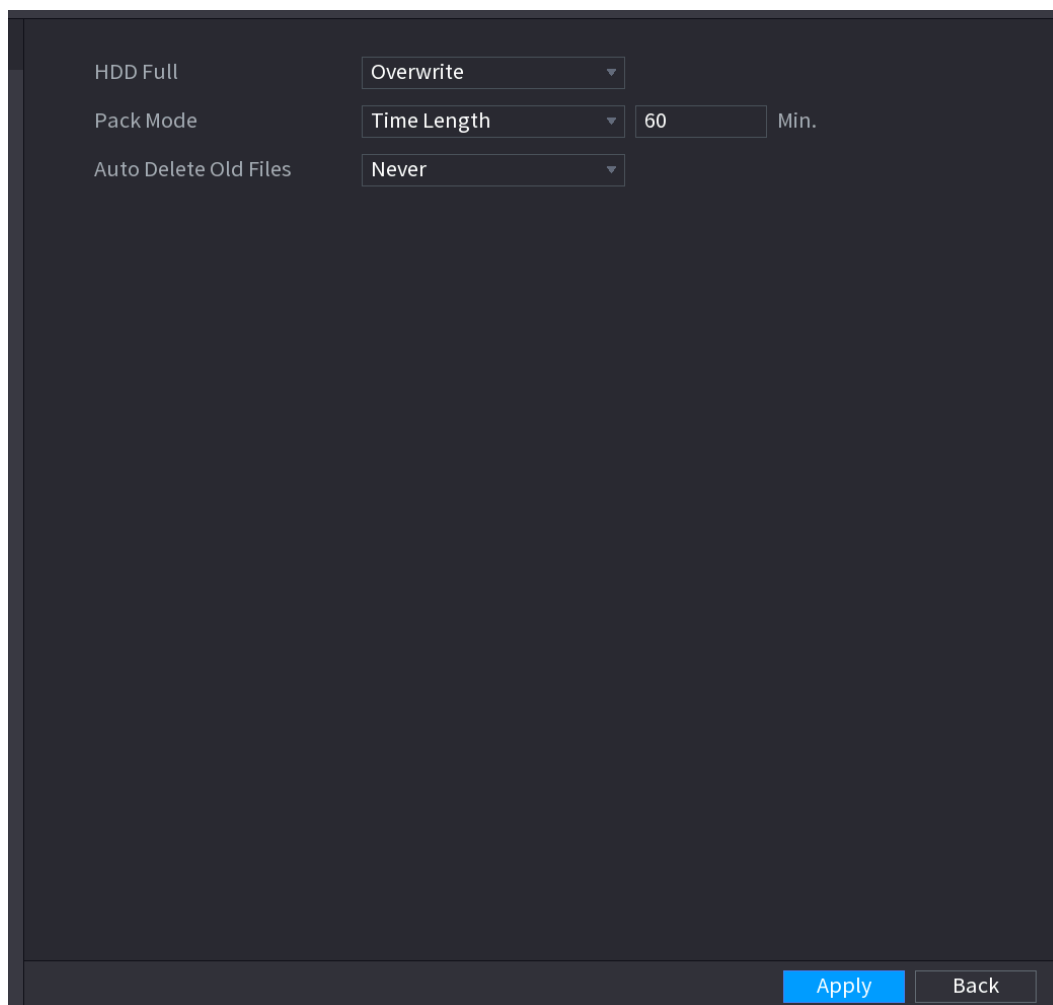 HDD Full Overwrite
Pack Mode Time Length 60 Min.
Auto Delete Old Files Never
Apply Back